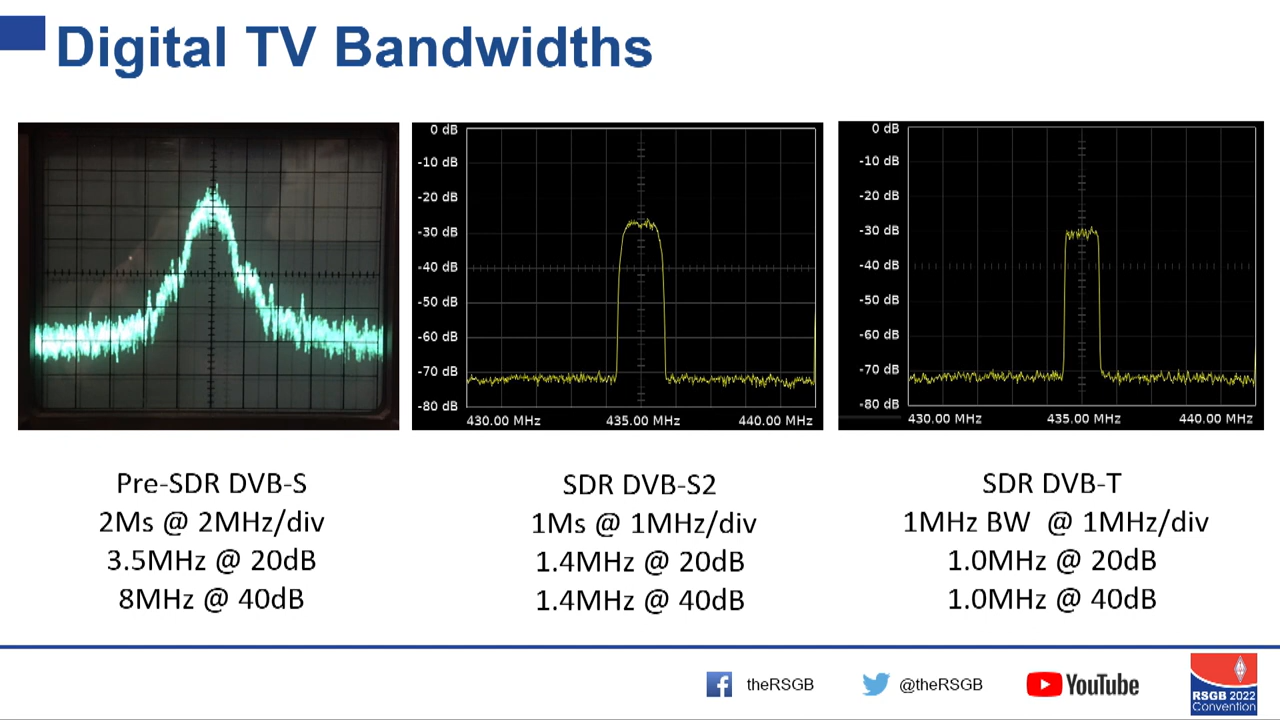 Digital TV Bandwidths
0 dB
-10 dB
-20 dB
-30 dB
-40 dB
-50 dB
-60 dB
-70 dB
-80 dB
430.00 MHz 435.00 MHz 440.00 MHz
0 dB
-10 dB
-20 dB
-30 dB
-40 dB
-50 dB
-60 dB
-70 dB
-80 dB
430.00 MHz 435.00 MHz 440.00 MHz
Pre-SDR DVB-S
2Ms @ 2MHz/div
3.5MHz @ 20dB
8MHz @ 40dB
SDR DVB-S2
1Ms @ 1MHz/div
1.4MHz @ 20dB
1.4MHz @ 40dB
SDR DVB-T
1MHz BW @ 1MHz/div
1.0MHz @ 20dB
1.0MHz @ 40dB
theRSGB
@theRSGB
YouTube
RSGB 2022
Convention